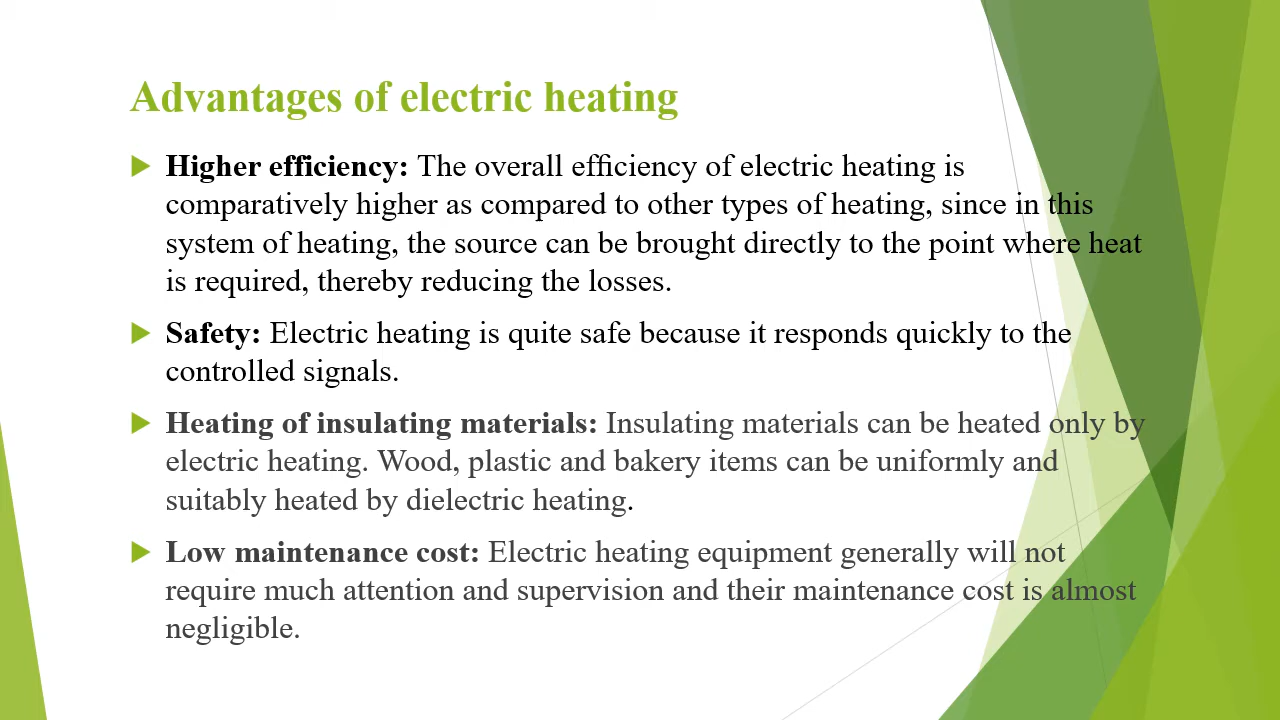 Advantages of electric heating
Higher efficiency: The overall efficiency of electric heating is
comparatively higher as compared to other types of heating, since in this
system of heating, the source can be brought directly to the point where heat
is required, thereby reducing the losses.
Safety: Electric heating is quite safe because it responds quickly to the
controlled signals.
Heating of insulating materials: Insulating materials can be heated only by
electric heating. Wood, plastic and bakery items can be uniformly and
suitably heated by dielectric heating.
Low maintenance cost: Electric heating equipment generally will not
require much attention and supervision and their maintenance cost is almost
negligible.